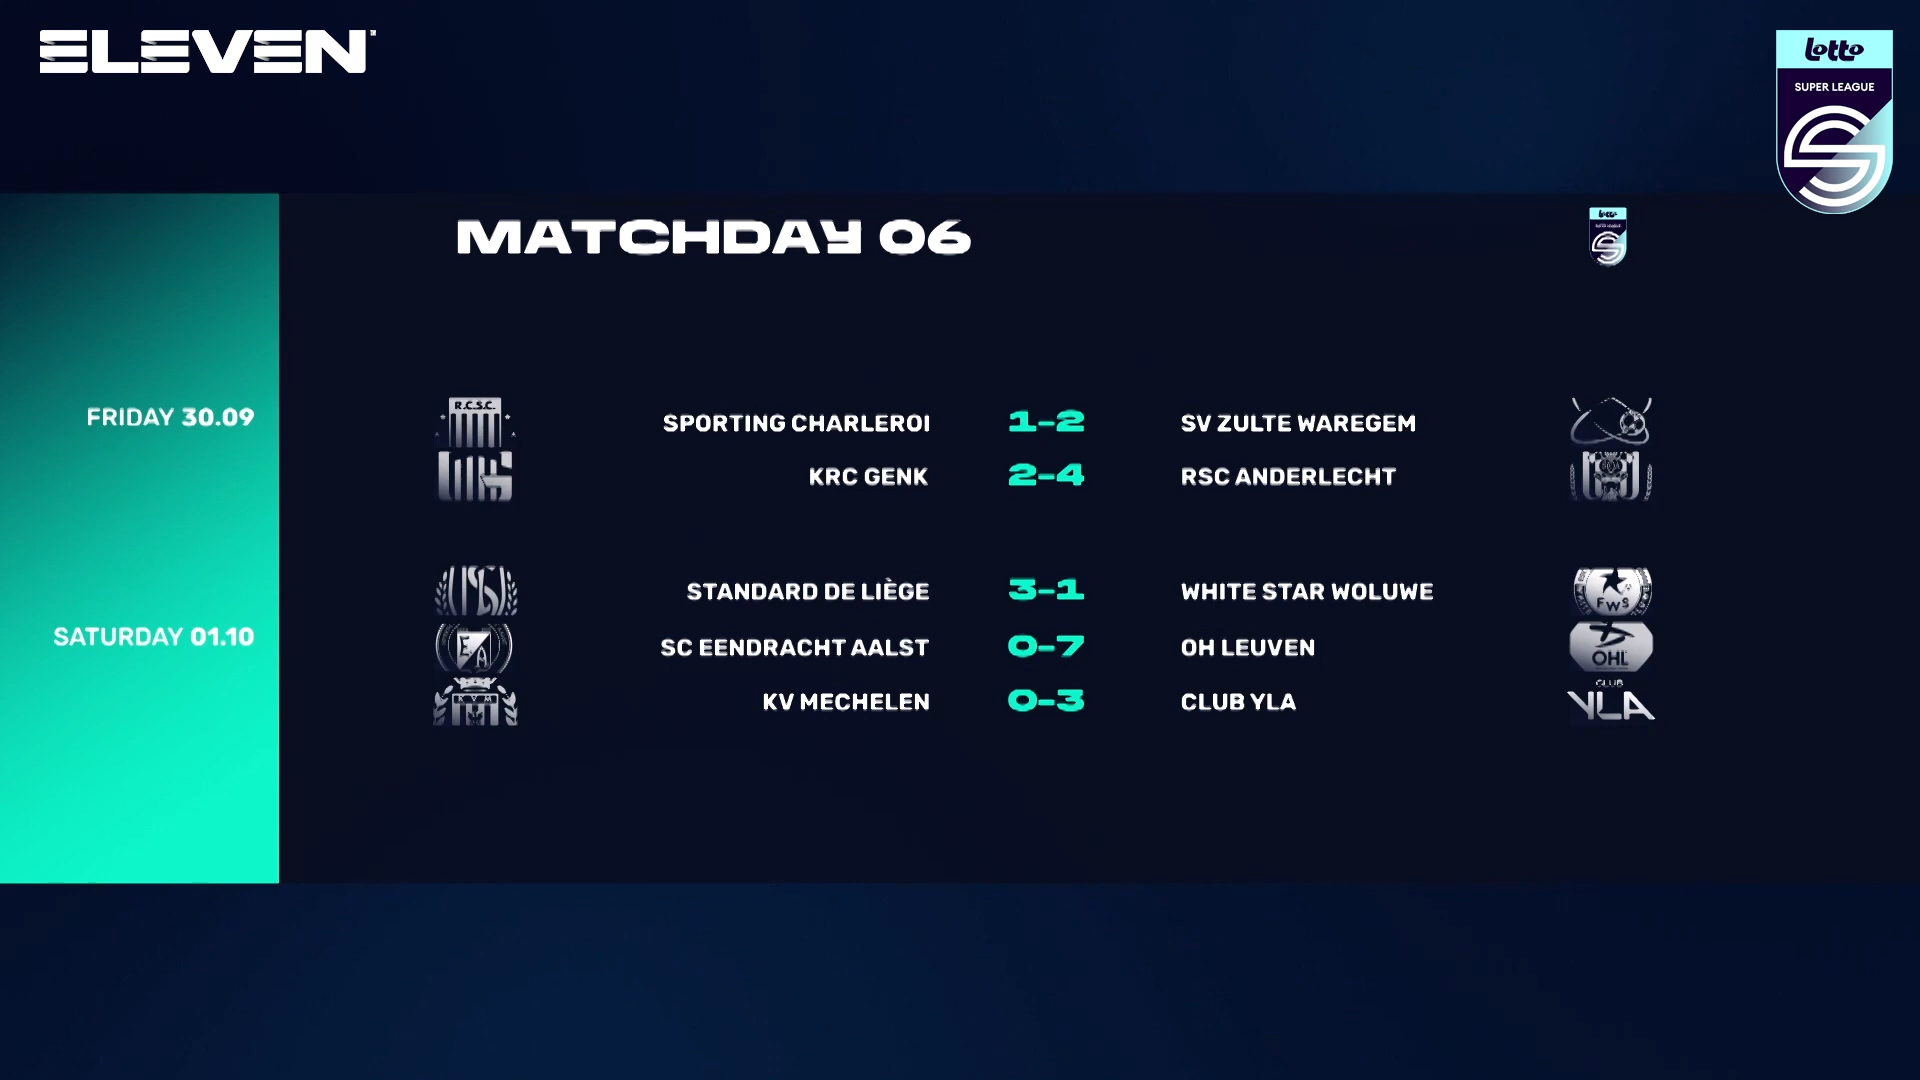 ELEVEN
lotto
SUPER LEAGUE
MATCHDAY 06
FRIDAY 30.09
R.C.S.C.
SPORTING CHARLEROI 1-2 SV ZULTE WAREGEM
KRC GENK 2-4 RSC ANDERLECHT
SATURDAY 01.10
STANDARD DE LIÈGE 3-1 WHITE STAR WOLUWE
FWS
SC EENDRACHT AALST 0-7 OH LEUVEN
E.A
OHL
KV MECHELEN 0-3 CLUB YLA
KVM
CLUB
YLA